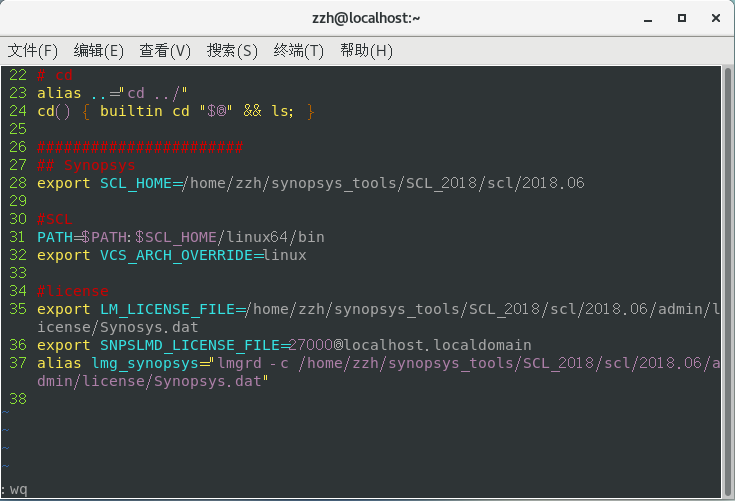 zzh@localhost:~
文件(F) 编辑(E) 查看(V) 搜索(S) 终端(T) 帮助(H)
22 # cd
23 alias ..="cd ../"
24 cd() { builtin cd "$@" && ls; }
25
26 #######################
27 ## Synopsys
28 export SCL_HOME=/home/zzh/synopsys_tools/SCL_2018/scl/2018.06
29
30 #SCL
31 PATH=$PATH:$SCL_HOME/linux64/bin
32 export VCS_ARCH_OVERRIDE=linux
33
34 #license
35 export LM_LICENSE_FILE=/home/zzh/synopsys_tools/SCL_2018/scl/2018.06/admin/l
icense/Synosys.dat
36 export SNPSLMD_LICENSE_FILE=27000@localhost.localdomain
37 alias lmg_synopsys="lmgrd -c /home/zzh/synopsys_tools/SCL_2018/scl/2018.06/a
dmin/license/Synopsys.dat"
38
~
~
~
~
:wq